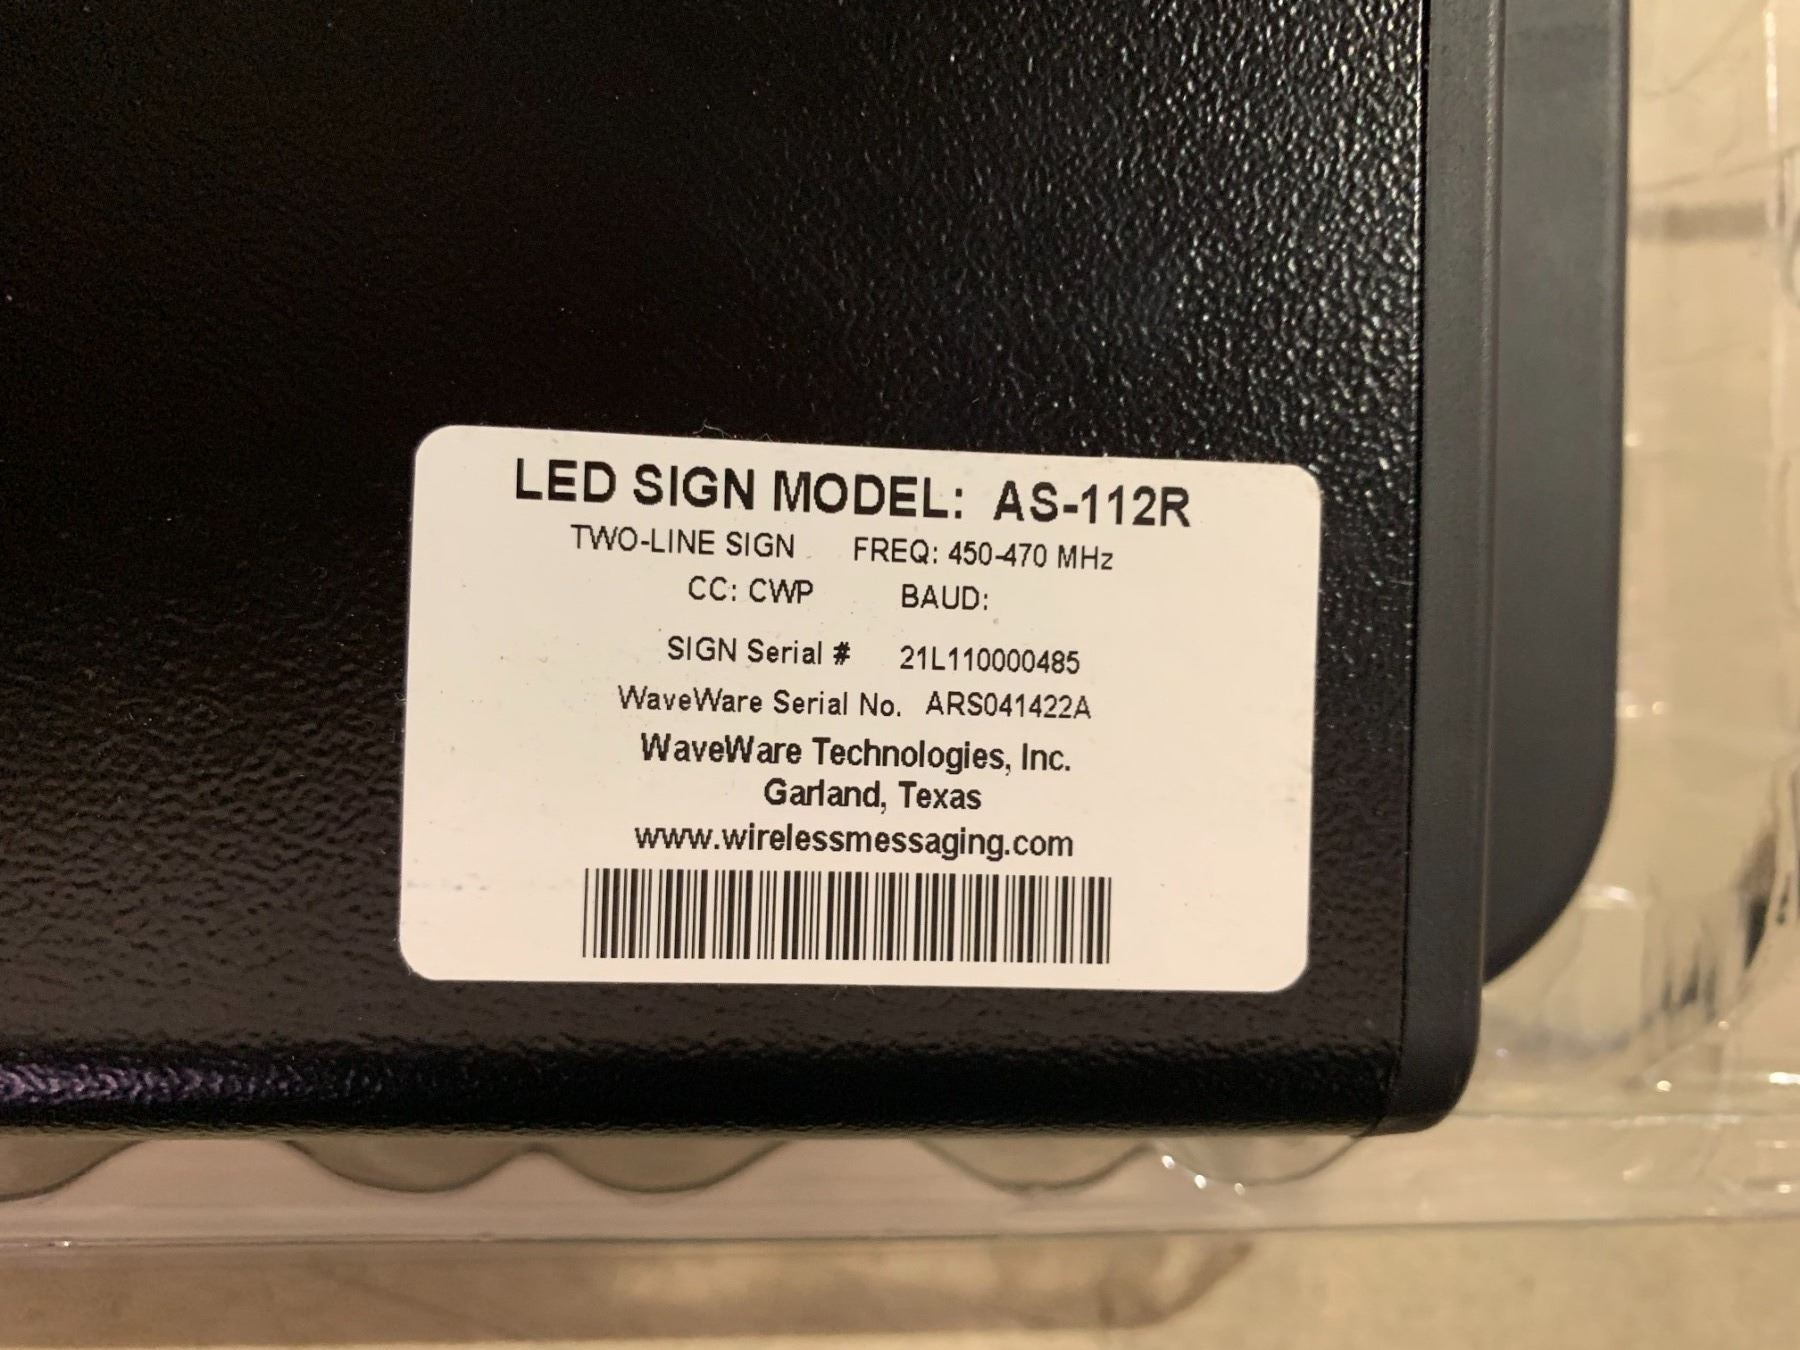 LED SIGN MODEL: AS-112R
TWO-LINE SIGN FREQ: 450-470 MHz
CC: CWP BAUD:
SIGN Serial # 21L110000485
WaveWare Serial No. ARS041422A
WaveWare Technologies, Inc.
Garland, Texas
www.wirelessmessaging.com